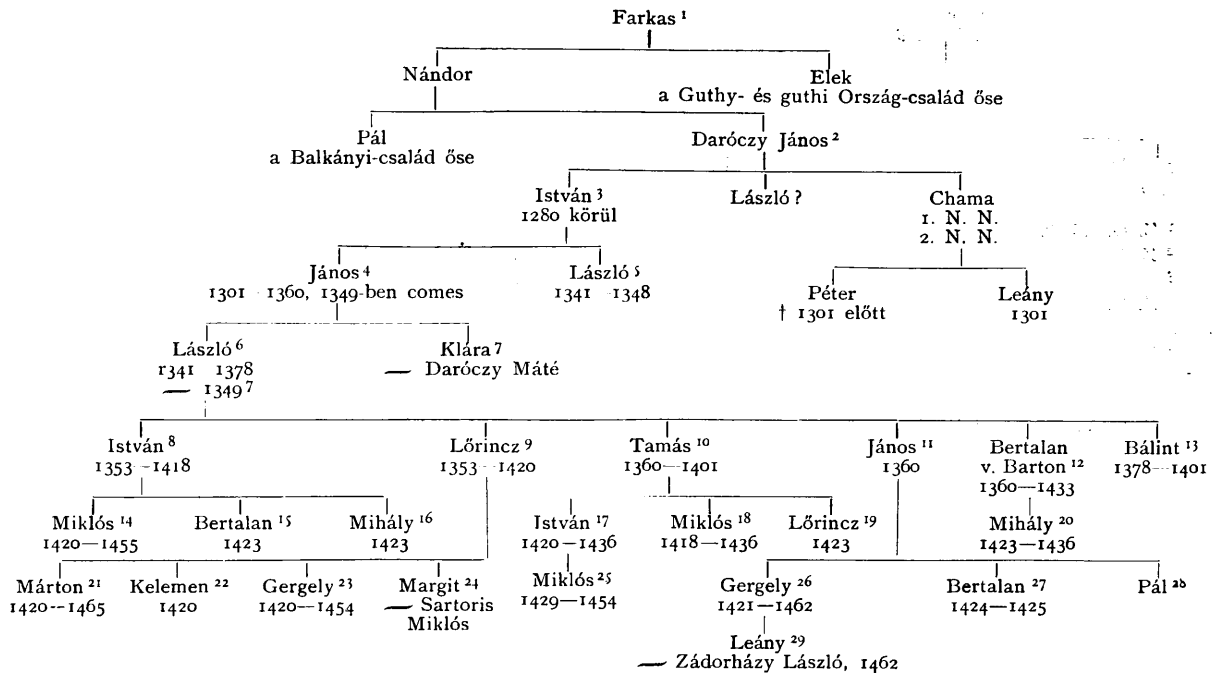 Farkas 1
Nándor
Elek
a Guthy- és guthi Ország-család őse
Pál
a Balkányi-család őse
Daróczy János 2
István 3
1280 körül
László ?
Chama
1. N. N.
2. N. N.
János 4
1301—1360, 1349-ben comes
László 5
1341—1348
Péter
† 1301 előtt
Leány
1301
László 6
1341 1378
— 1349 7
Klára 7
— Daróczy Máté
István 8
1353—1418
Lőrincz 9
1353—1420
Tamás 10
1360—1401
János 11
1360
Bertalan
v. Barton 12
1360—1433
Bálint 13
1378—1401
Miklós 14
1420—1455
Bertalan 15
1423
Mihály 16
1423
István 17
1420—1436
Miklós 18
1418—1436
Lőrincz 19
1423
Mihály 20
1423—1436
Márton 21
1420—1465
Kelemen 22
1420
Gergely 23
1420—1454
Margit 24
— Sartoris
Miklós
Miklós 25
1429—1454
Gergely 26
1421—1462
Bertalan 27
1424—1425
Pál 28
Leány 29
— Zádorházy László, 1462